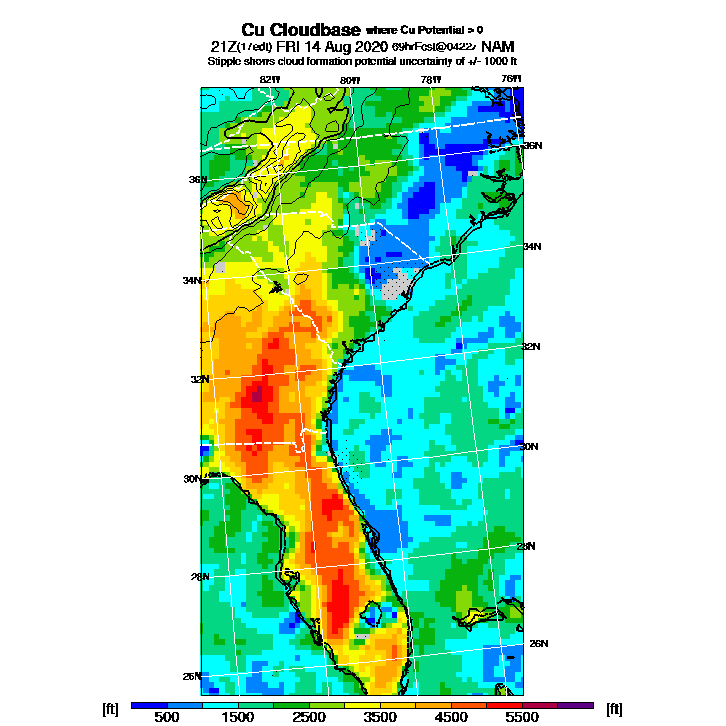 Cu Cloudbase where Cu Potential > 0
21Z(17edt) FRI 14 Aug 2020 69hrFcst@0422z NAM
Stipple shows cloud formation potential uncertainty of +/- 1000 ft
82W 80W 78W 76W
36N
36N
34N
34N
32N
32N
30N
30N
28N
28N
26N
26N
[ft] [ft]
500 1500 2500 3500 4500 5500